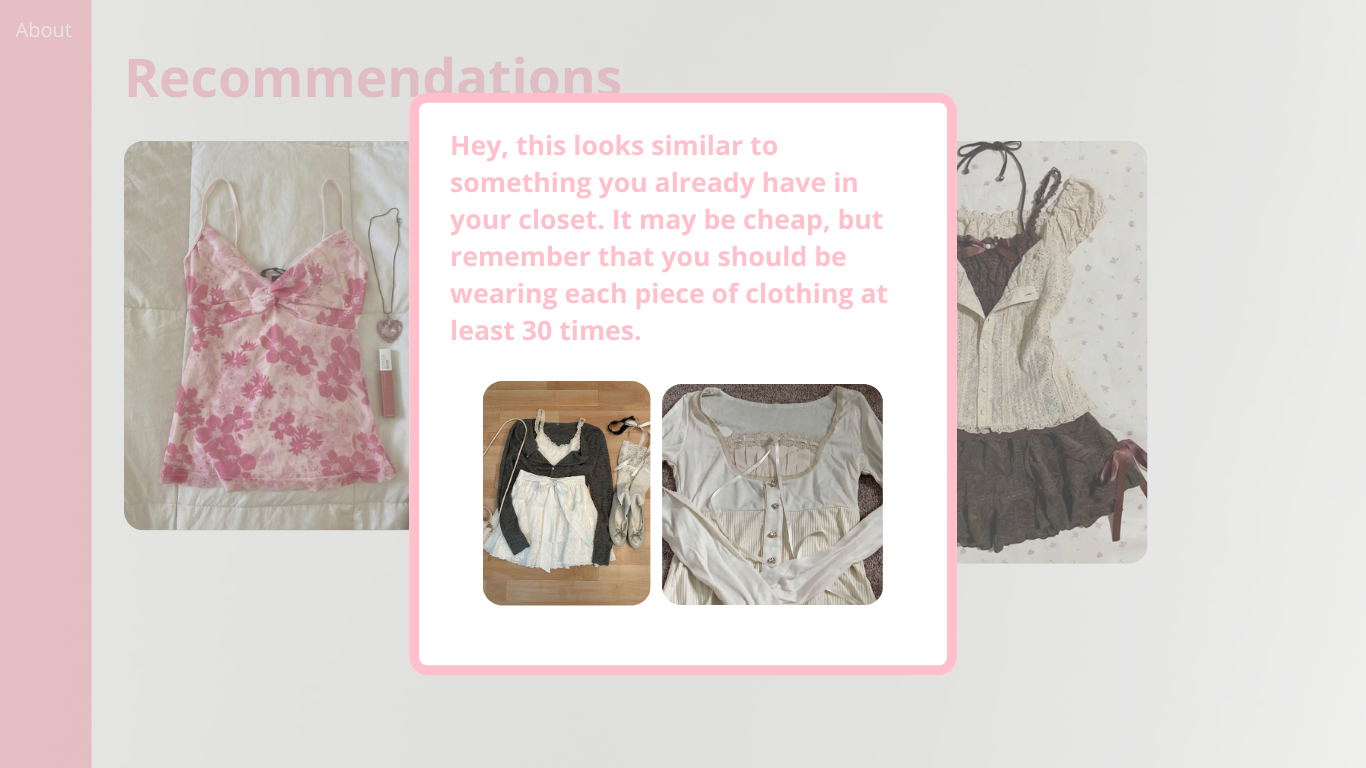 About
Recommendations
Hey, this looks similar to
something you already have in
your closet. It may be cheap, but
remember that you should be
wearing each piece of clothing at
least 30 times.